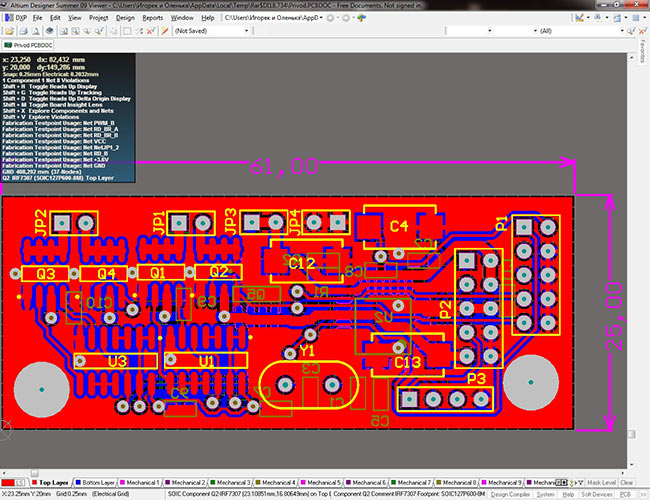 Altium Designer Summer 09 Viewer - C:\Users\Игорек и Оленька\AppData\Local\Temp\Rar$DI18.734\Privod.PCBDOC - Free Documents. Not signed in.
DXP File Edit View Project Reports Window Help C:\Users\Игорек и Оленька\AppD
(Not Saved) (All)
Privod.PCBDOC
Favorites
x: 23,250 dx: 82,432 mm
y: 20,000 dy:149,286 mm
Snap: 0.25mm Electrical: 0.2032mm
1 Component 1 Net 8 Violations
Shift + H Toggle Heads Up Display
Shift + G Toggle Heads Up Tracking
Shift + D Toggle Heads Up Delta Origin Display
Shift + M Toggle Board Insight Lens
Shift + X Explore Components and Nets
Shift + V Explore Violations
Fabrication Testpoint Usage: Net PWM_B
Fabrication Testpoint Usage: Net RD_BR_A
Fabrication Testpoint Usage: Net RD_BR_B
Fabrication Testpoint Usage: Net VCC
Fabrication Testpoint Usage: Net NetJP1_2
Fabrication Testpoint Usage: Net RD_B
Fabrication Testpoint Usage: Net +3.6V
Fabrication Testpoint Usage: Net GND
GND 408,292 mm (37-Nodes)
Q2 IRF7307 (SOIC127P600-8M) Top Layer
61,00
JP2 JP1 JP3 JP4 C4 P1
Q3 Q4 Q1 Q2 C12
P2
25,00
U3 U1 Y1 C13
P3
LS Top Layer Bottom Layer Mechanical 1 Mechanical 2 Mechanical 3 Mechanical 4 Mechanical 5 Mechanical 6 Mechanical 7 Mechanical 8 Mechanical 9 Mask Level Clear
X:23.25mm Y:20mm Grid:0.25mm (Electrical Grid) SOIC Component Q2-IRF7307 (23.10851mm,16.80649mm) on Top L Component Comment:IRF7307 Footprint: SOIC127P600-8M Design Compiler System Help Soft Devices PCB